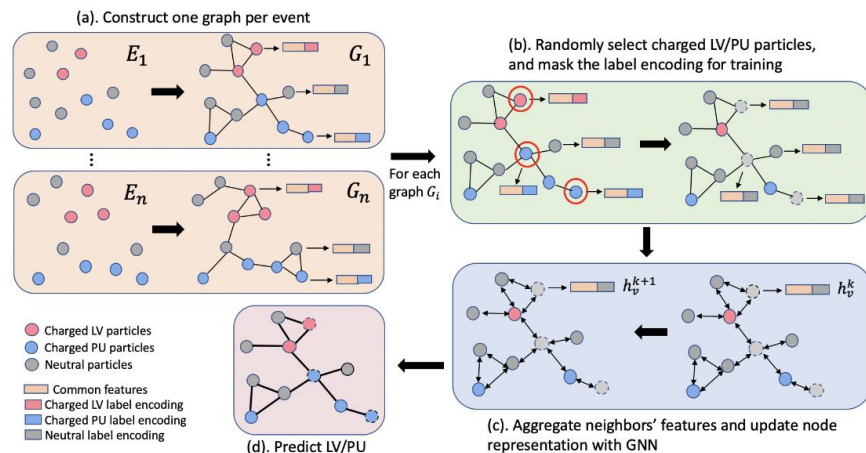 (a). Construct one graph per event
E₁
G₁
⋮
⋮
Eₙ
Gₙ
For each
graph Gᵢ
(b). Randomly select charged LV/PU particles,
and mask the label encoding for training
hᵥᵏ⁺¹
hᵥᵏ
(c). Aggregate neighbors' features and update node
representation with GNN
(d). Predict LV/PU
Charged LV particles
Charged PU particles
Neutral particles
Common features
Charged LV label encoding
Charged PU label encoding
Neutral label encoding